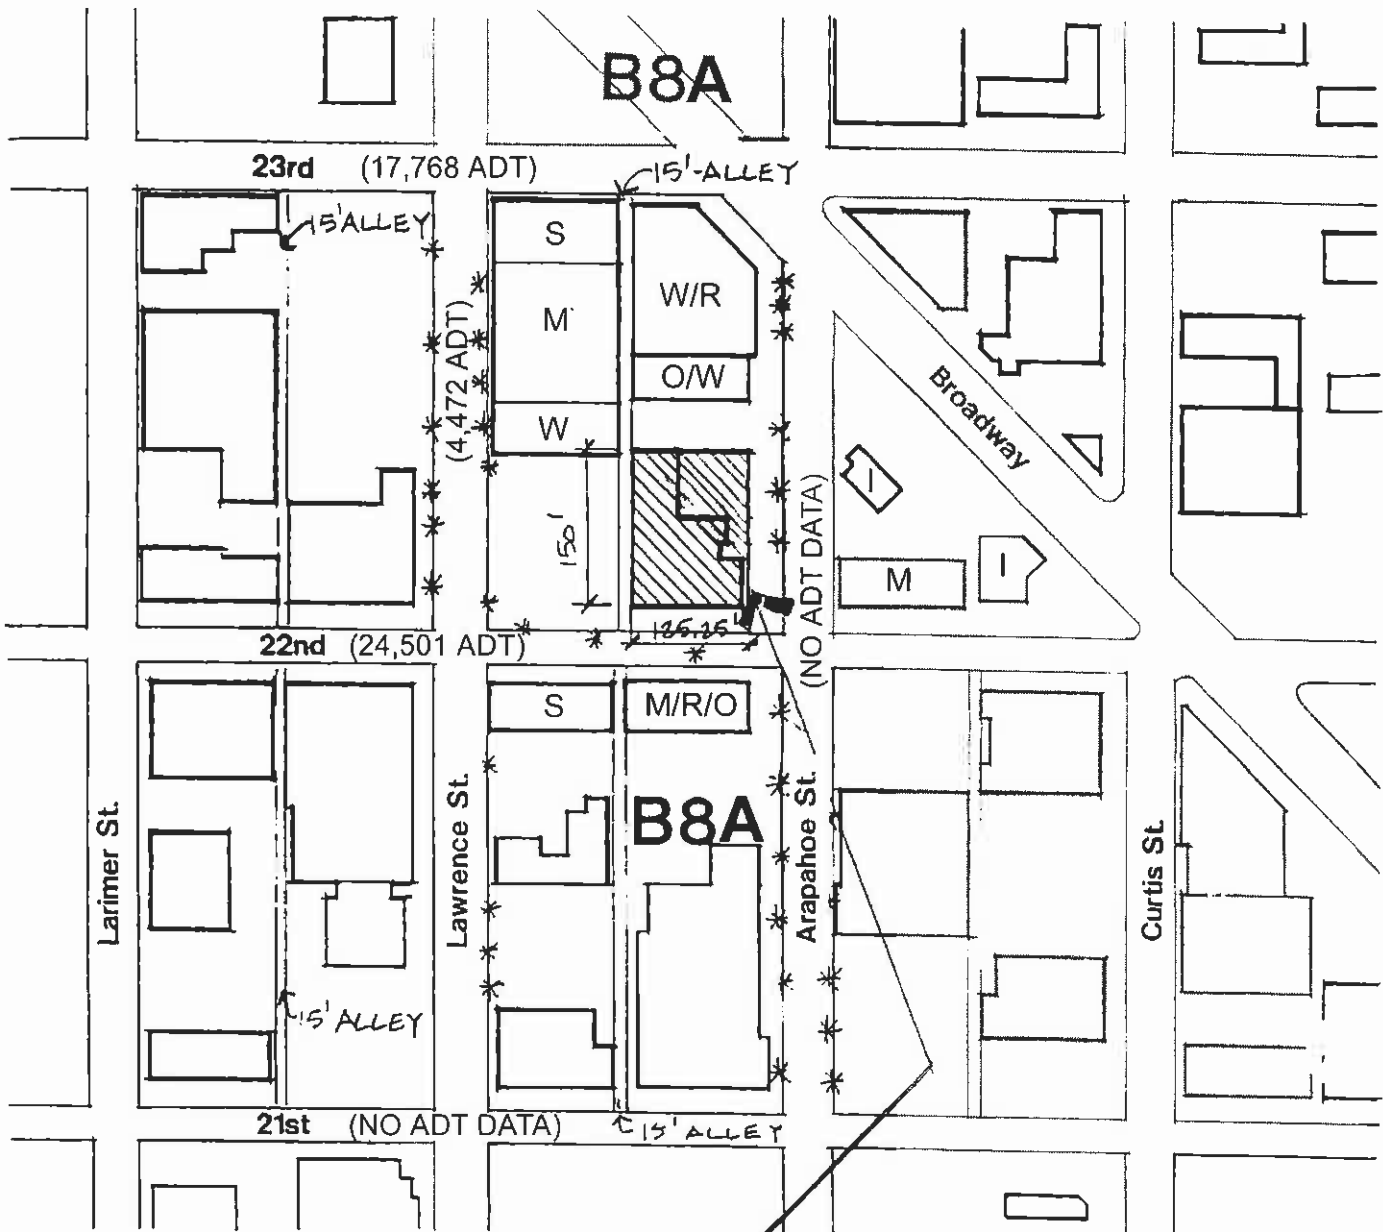 B8A
23rd (17,768 ADT)
15'-ALLEY
15'ALLEY
S
W/R
M
(4,472 ADT)
O/W
Broadway
W
I
150'
(NO ADT DATA)
M
I
125.25'
22nd (24,501 ADT)
S
M/R/O
B8A
Larimer St.
Lawrence St.
Arapahoe St.
Curtis St.
15' ALLEY
21st (NO ADT DATA)
15' ALLEY